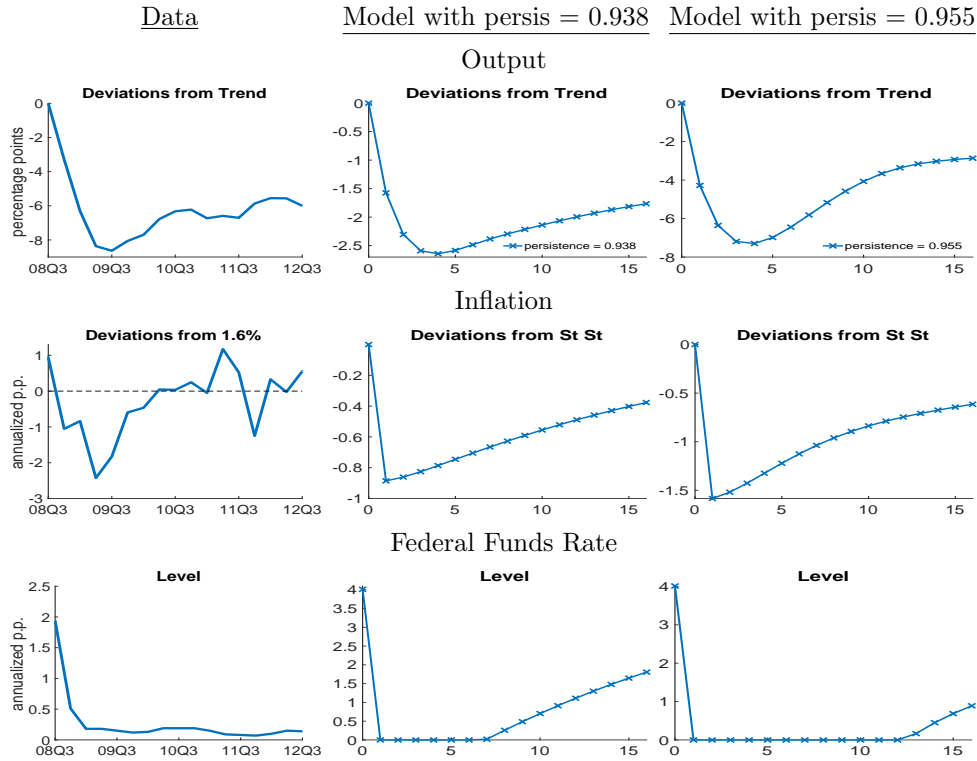 Data Model with persis = 0.938 Model with persis = 0.955
Output
Deviations from Trend Deviations from Trend Deviations from Trend
percentage points
0
-2
-4
-6
-8
08Q3 09Q3 10Q3 11Q3 12Q3
0
-0.5
-1
-1.5
-2
-2.5
persistence = 0.938
0 5 10 15
0
-2
-4
-6
-8
persistence = 0.955
0 5 10 15
Inflation
Deviations from 1.6% Deviations from St St Deviations from St St
annualized p.p.
1
0
-1
-2
-3
08Q3 09Q3 10Q3 11Q3 12Q3
-0.2
-0.4
-0.6
-0.8
-1
0 5 10 15
0
-0.5
-1
-1.5
0 5 10 15
Federal Funds Rate
Level Level Level
annualized p.p.
2.5
2
1.5
1
0.5
0
08Q3 09Q3 10Q3 11Q3 12Q3
4
3.5
3
2.5
2
1.5
1
0.5
0
0 5 10 15
4
3
2
1
0
0 5 10 15